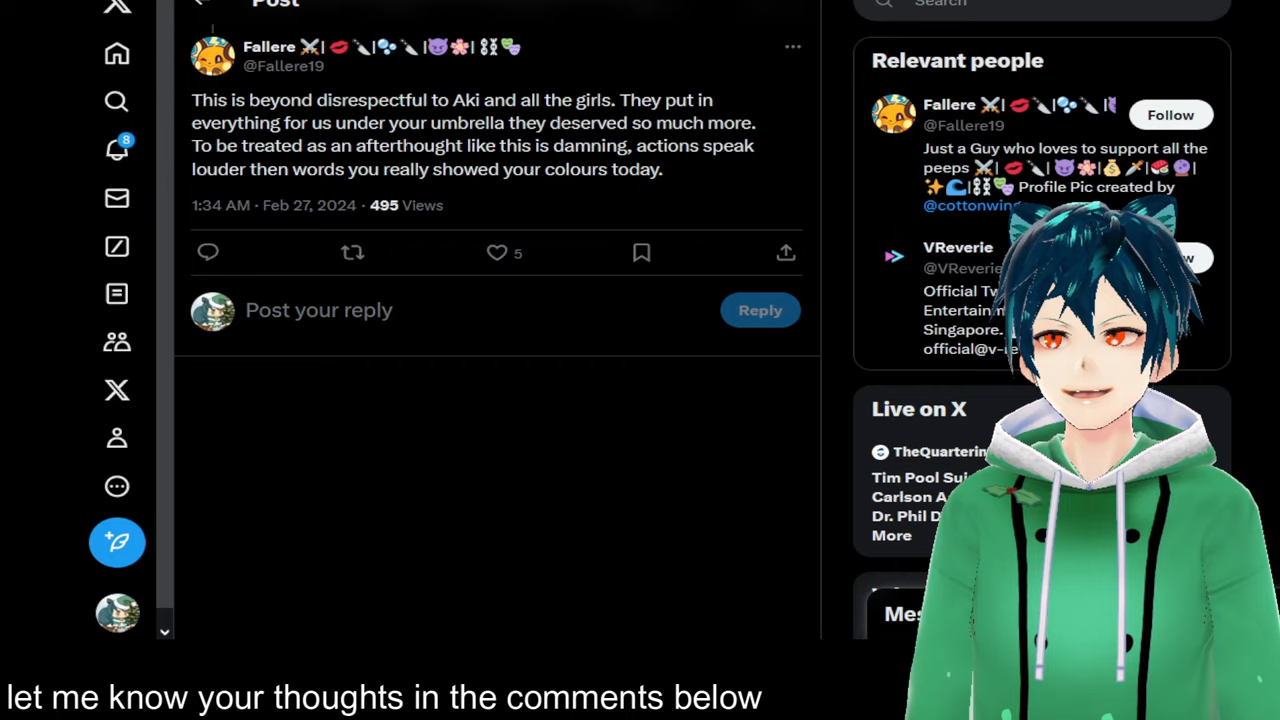 Post
Search
Fallere
@Fallere19
This is beyond disrespectful to Aki and all the girls. They put in
everything for us under your umbrella they deserved so much more.
To be treated as an afterthought like this is damning, actions speak
louder then words you really showed your colours today.
1:34 AM · Feb 27, 2024 · 495 Views
5
Post your reply
Reply
8
Relevant people
Fallere
@Fallere19
Follow
Just a Guy who loves to support all the
peeps
Profile Pic created by
@cottonwing
VReverie
@VReverie
Official Tw
Entertainm
Singapore.
official@v-re
Live on X
TheQuarterin
Tim Pool Sui
Carlson A
Dr. Phil D
More
Mes
let me know your thoughts in the comments below